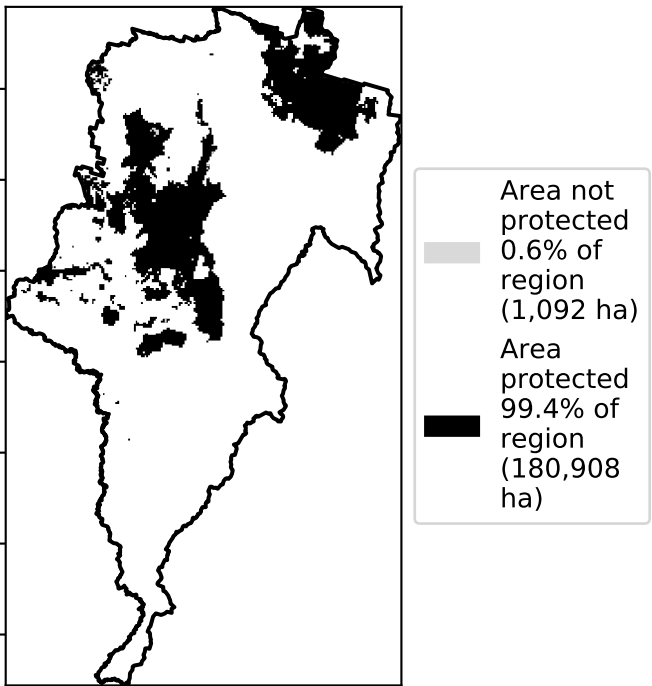 Area not
protected
0.6% of
region
(1,092 ha)
Area
protected
99.4% of
region
(180,908
ha)